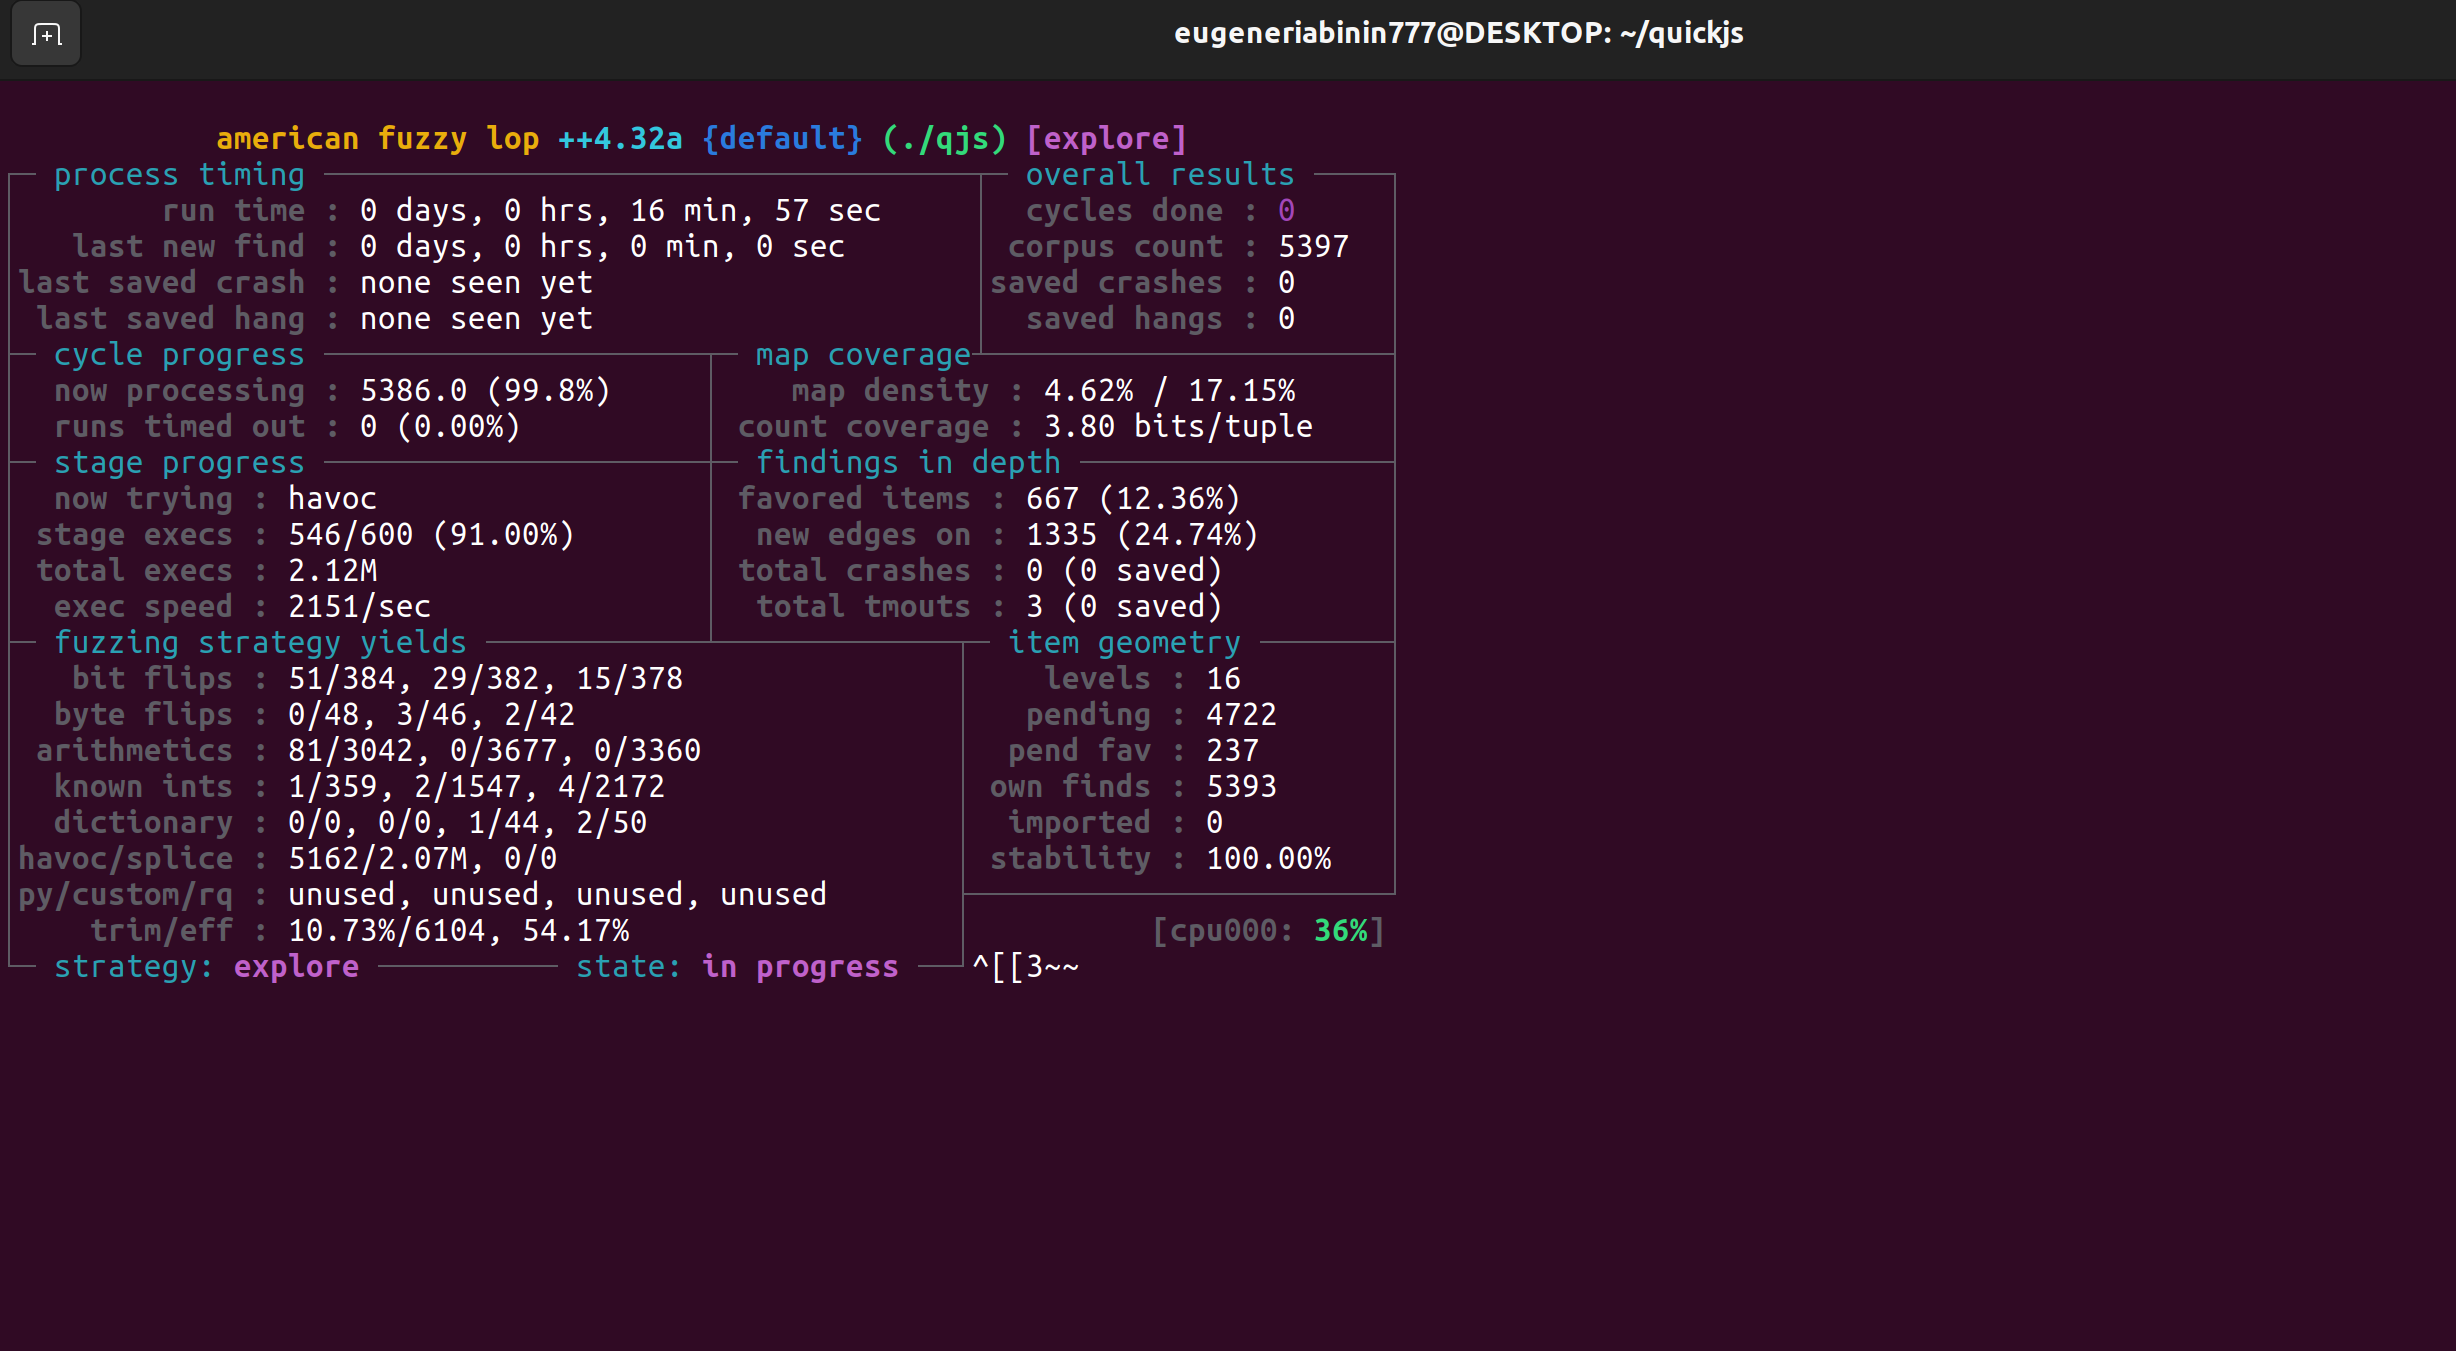 eugeneriabinin777@DESKTOP: ~/quickjs
american fuzzy lop ++4.32a {default} (./qjs) [explore]
process timing overall results
run time : 0 days, 0 hrs, 16 min, 57 sec cycles done : 0
last new find : 0 days, 0 hrs, 0 min, 0 sec corpus count : 5397
last saved crash : none seen yet saved crashes : 0
last saved hang : none seen yet saved hangs : 0
cycle progress map coverage
now processing : 5386.0 (99.8%) map density : 4.62% / 17.15%
runs timed out : 0 (0.00%) count coverage : 3.80 bits/tuple
stage progress findings in depth
now trying : havoc favored items : 667 (12.36%)
stage execs : 546/600 (91.00%) new edges on : 1335 (24.74%)
total execs : 2.12M total crashes : 0 (0 saved)
exec speed : 2151/sec total tmouts : 3 (0 saved)
fuzzing strategy yields item geometry
bit flips : 51/384, 29/382, 15/378 levels : 16
byte flips : 0/48, 3/46, 2/42 pending : 4722
arithmetics : 81/3042, 0/3677, 0/3360 pend fav : 237
known ints : 1/359, 2/1547, 4/2172 own finds : 5393
dictionary : 0/0, 0/0, 1/44, 2/50 imported : 0
havoc/splice : 5162/2.07M, 0/0 stability : 100.00%
py/custom/rq : unused, unused, unused, unused
trim/eff : 10.73%/6104, 54.17% [cpu000: 36%]
strategy: explore state: in progress ^[[3~~